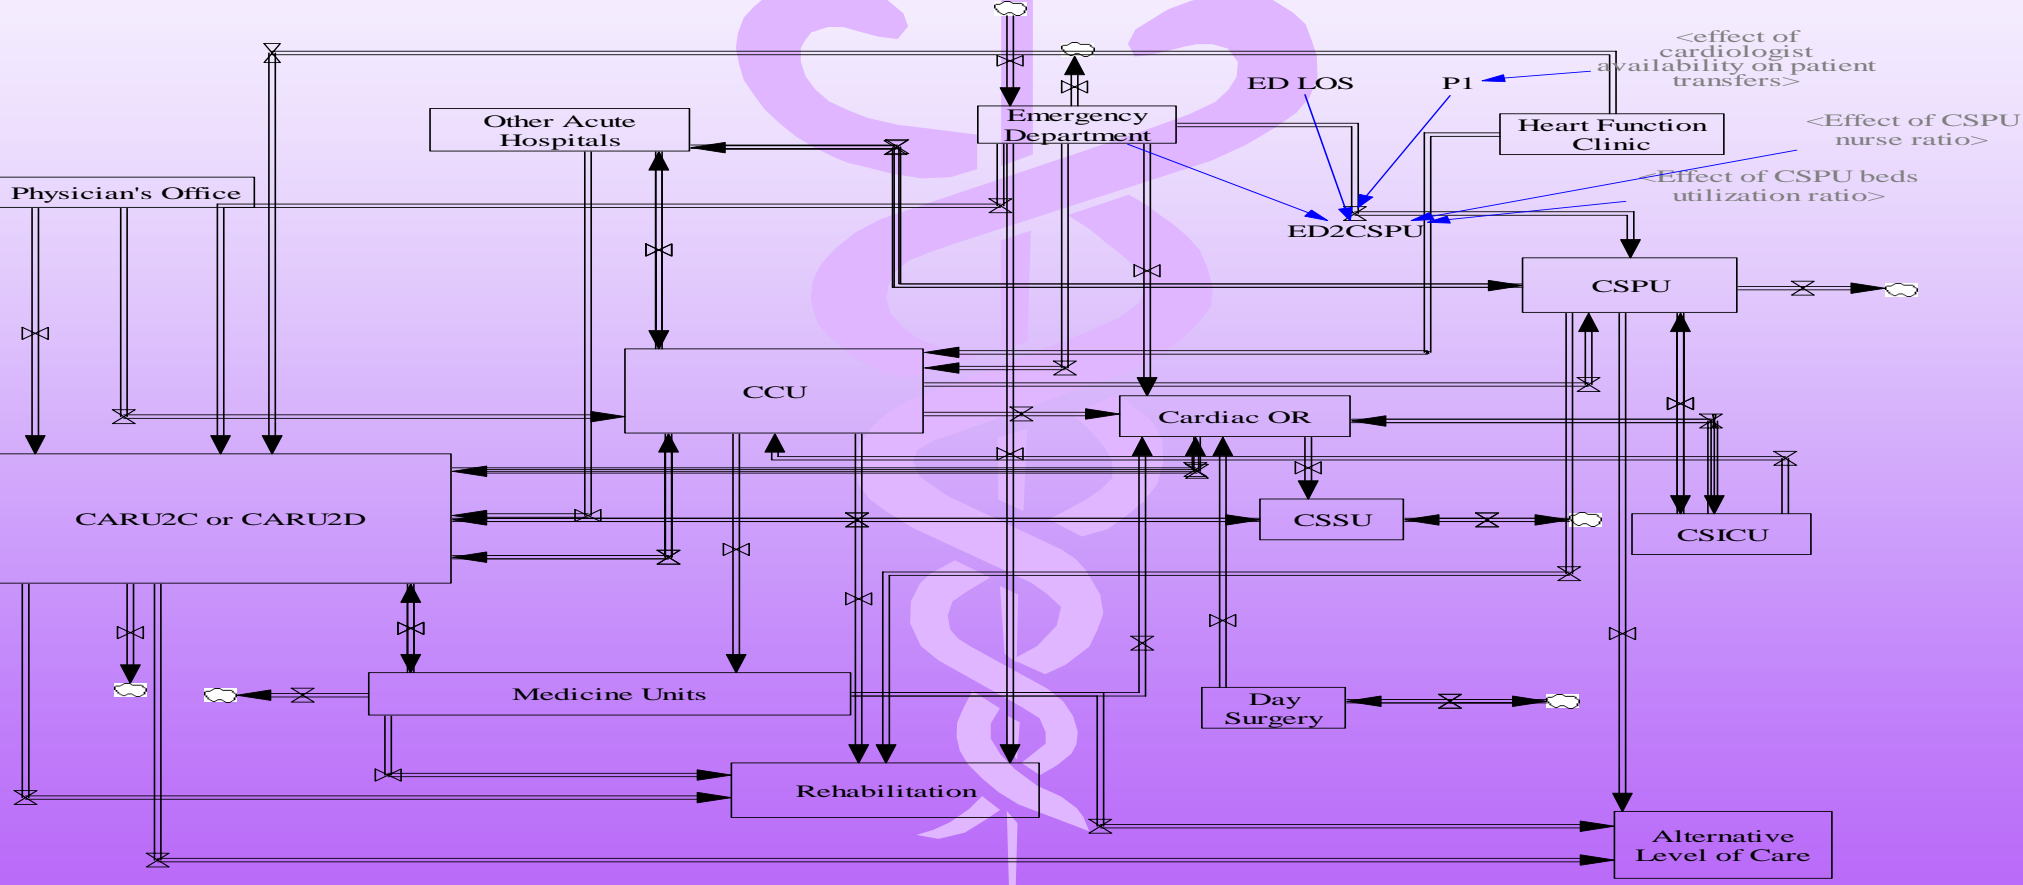 <effect of
cardiologist
availability on patient
transfers>
ED LOS
P1
Other Acute
Hospitals
Emergency
Department
Heart Function
Clinic
<Effect of CSPU
nurse ratio>
Physician's Office
<Effect of CSPU beds
utilization ratio>
ED2CSPU
CSPU
CCU
Cardiac OR
CARU2C or CARU2D
CSSU
CSICU
Medicine Units
Day
Surgery
Rehabilitation
Alternative
Level of Care